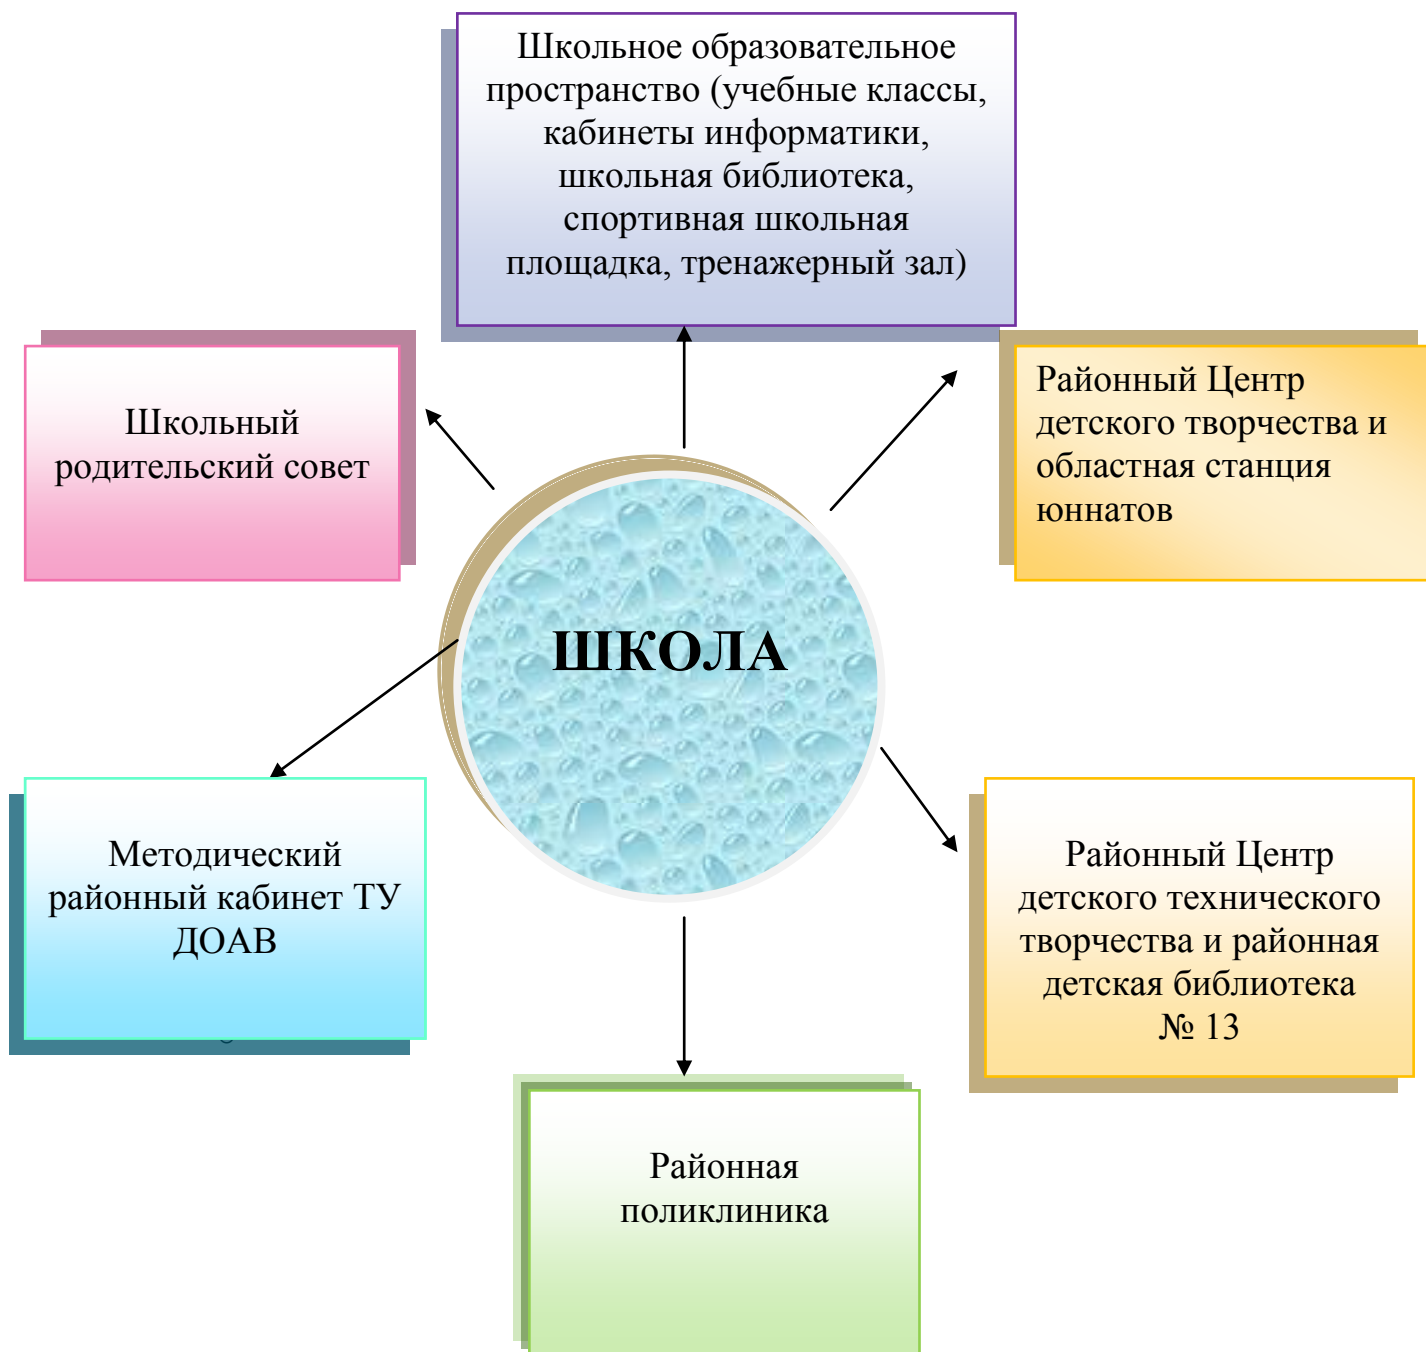 Школьное образовательное
пространство (учебные классы,
кабинеты информатики,
школьная библиотека,
спортивная школьная
площадка, тренажерный зал)
Школьный
родительский совет
Районный Центр
детского творчества и
областная станция
юннатов
ШКОЛА
Методический
районный кабинет ТУ
ДОАВ
Районный Центр
детского технического
творчества и районная
детская библиотека
№ 13
Районная
поликлиника